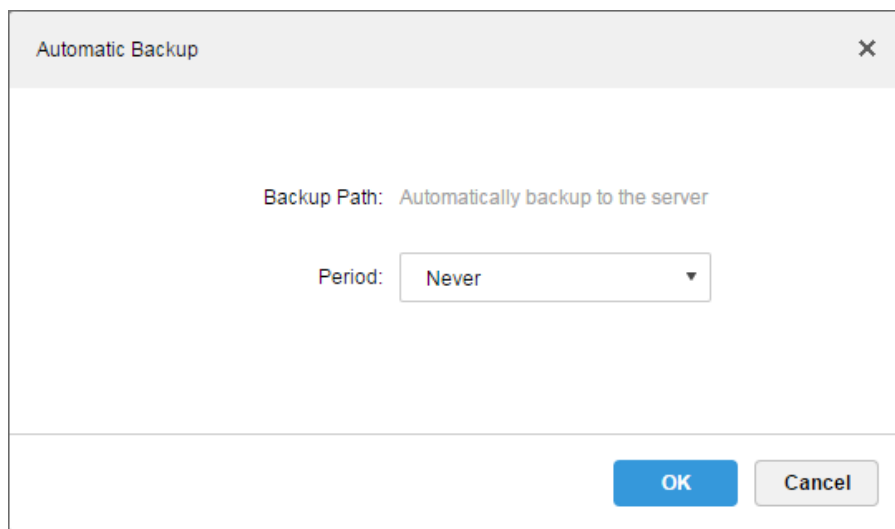 Automatic Backup
Backup Path: Automatically backup to the server
Period: Never
OK Cancel